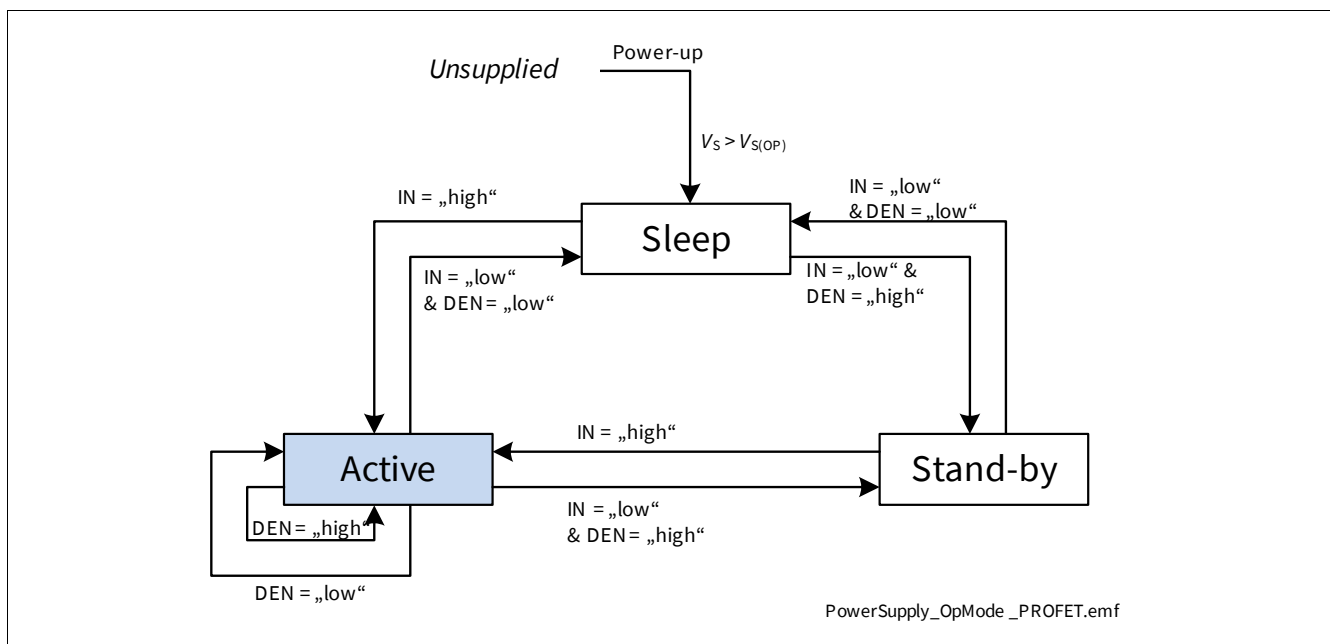 Power-up
Unsupplied
VS > VS(OP)
IN = „high“
IN = „low“
& DEN = „low“
Sleep
IN = „low“
& DEN = „low“
IN = „low“ &
DEN = „high“
IN = „high“
Active
Stand-by
IN = „low“
& DEN = „high“
DEN = „high“
DEN = „low“
PowerSupply_OpMode _PROFET.emf